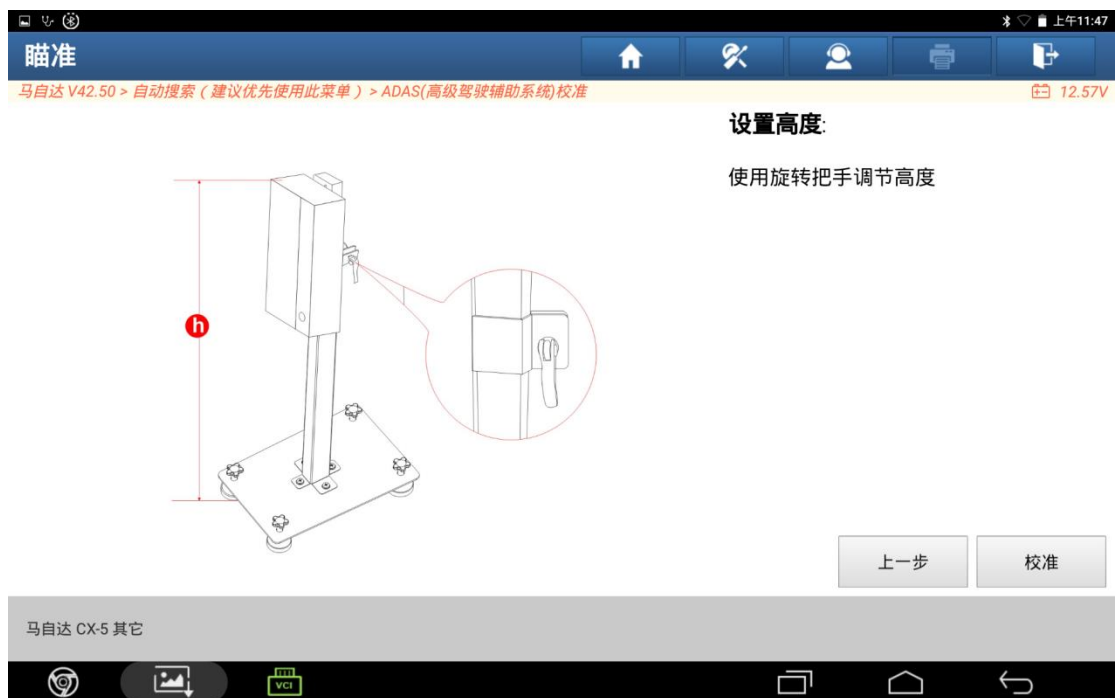 上午11:47
瞄准
马自达 V42.50 > 自动搜索（建议优先使用此菜单）> ADAS(高级驾驶辅助系统)校准
12.57V
设置高度:
使用旋转把手调节高度
h
上一步
校准
马自达 CX-5 其它
VCI